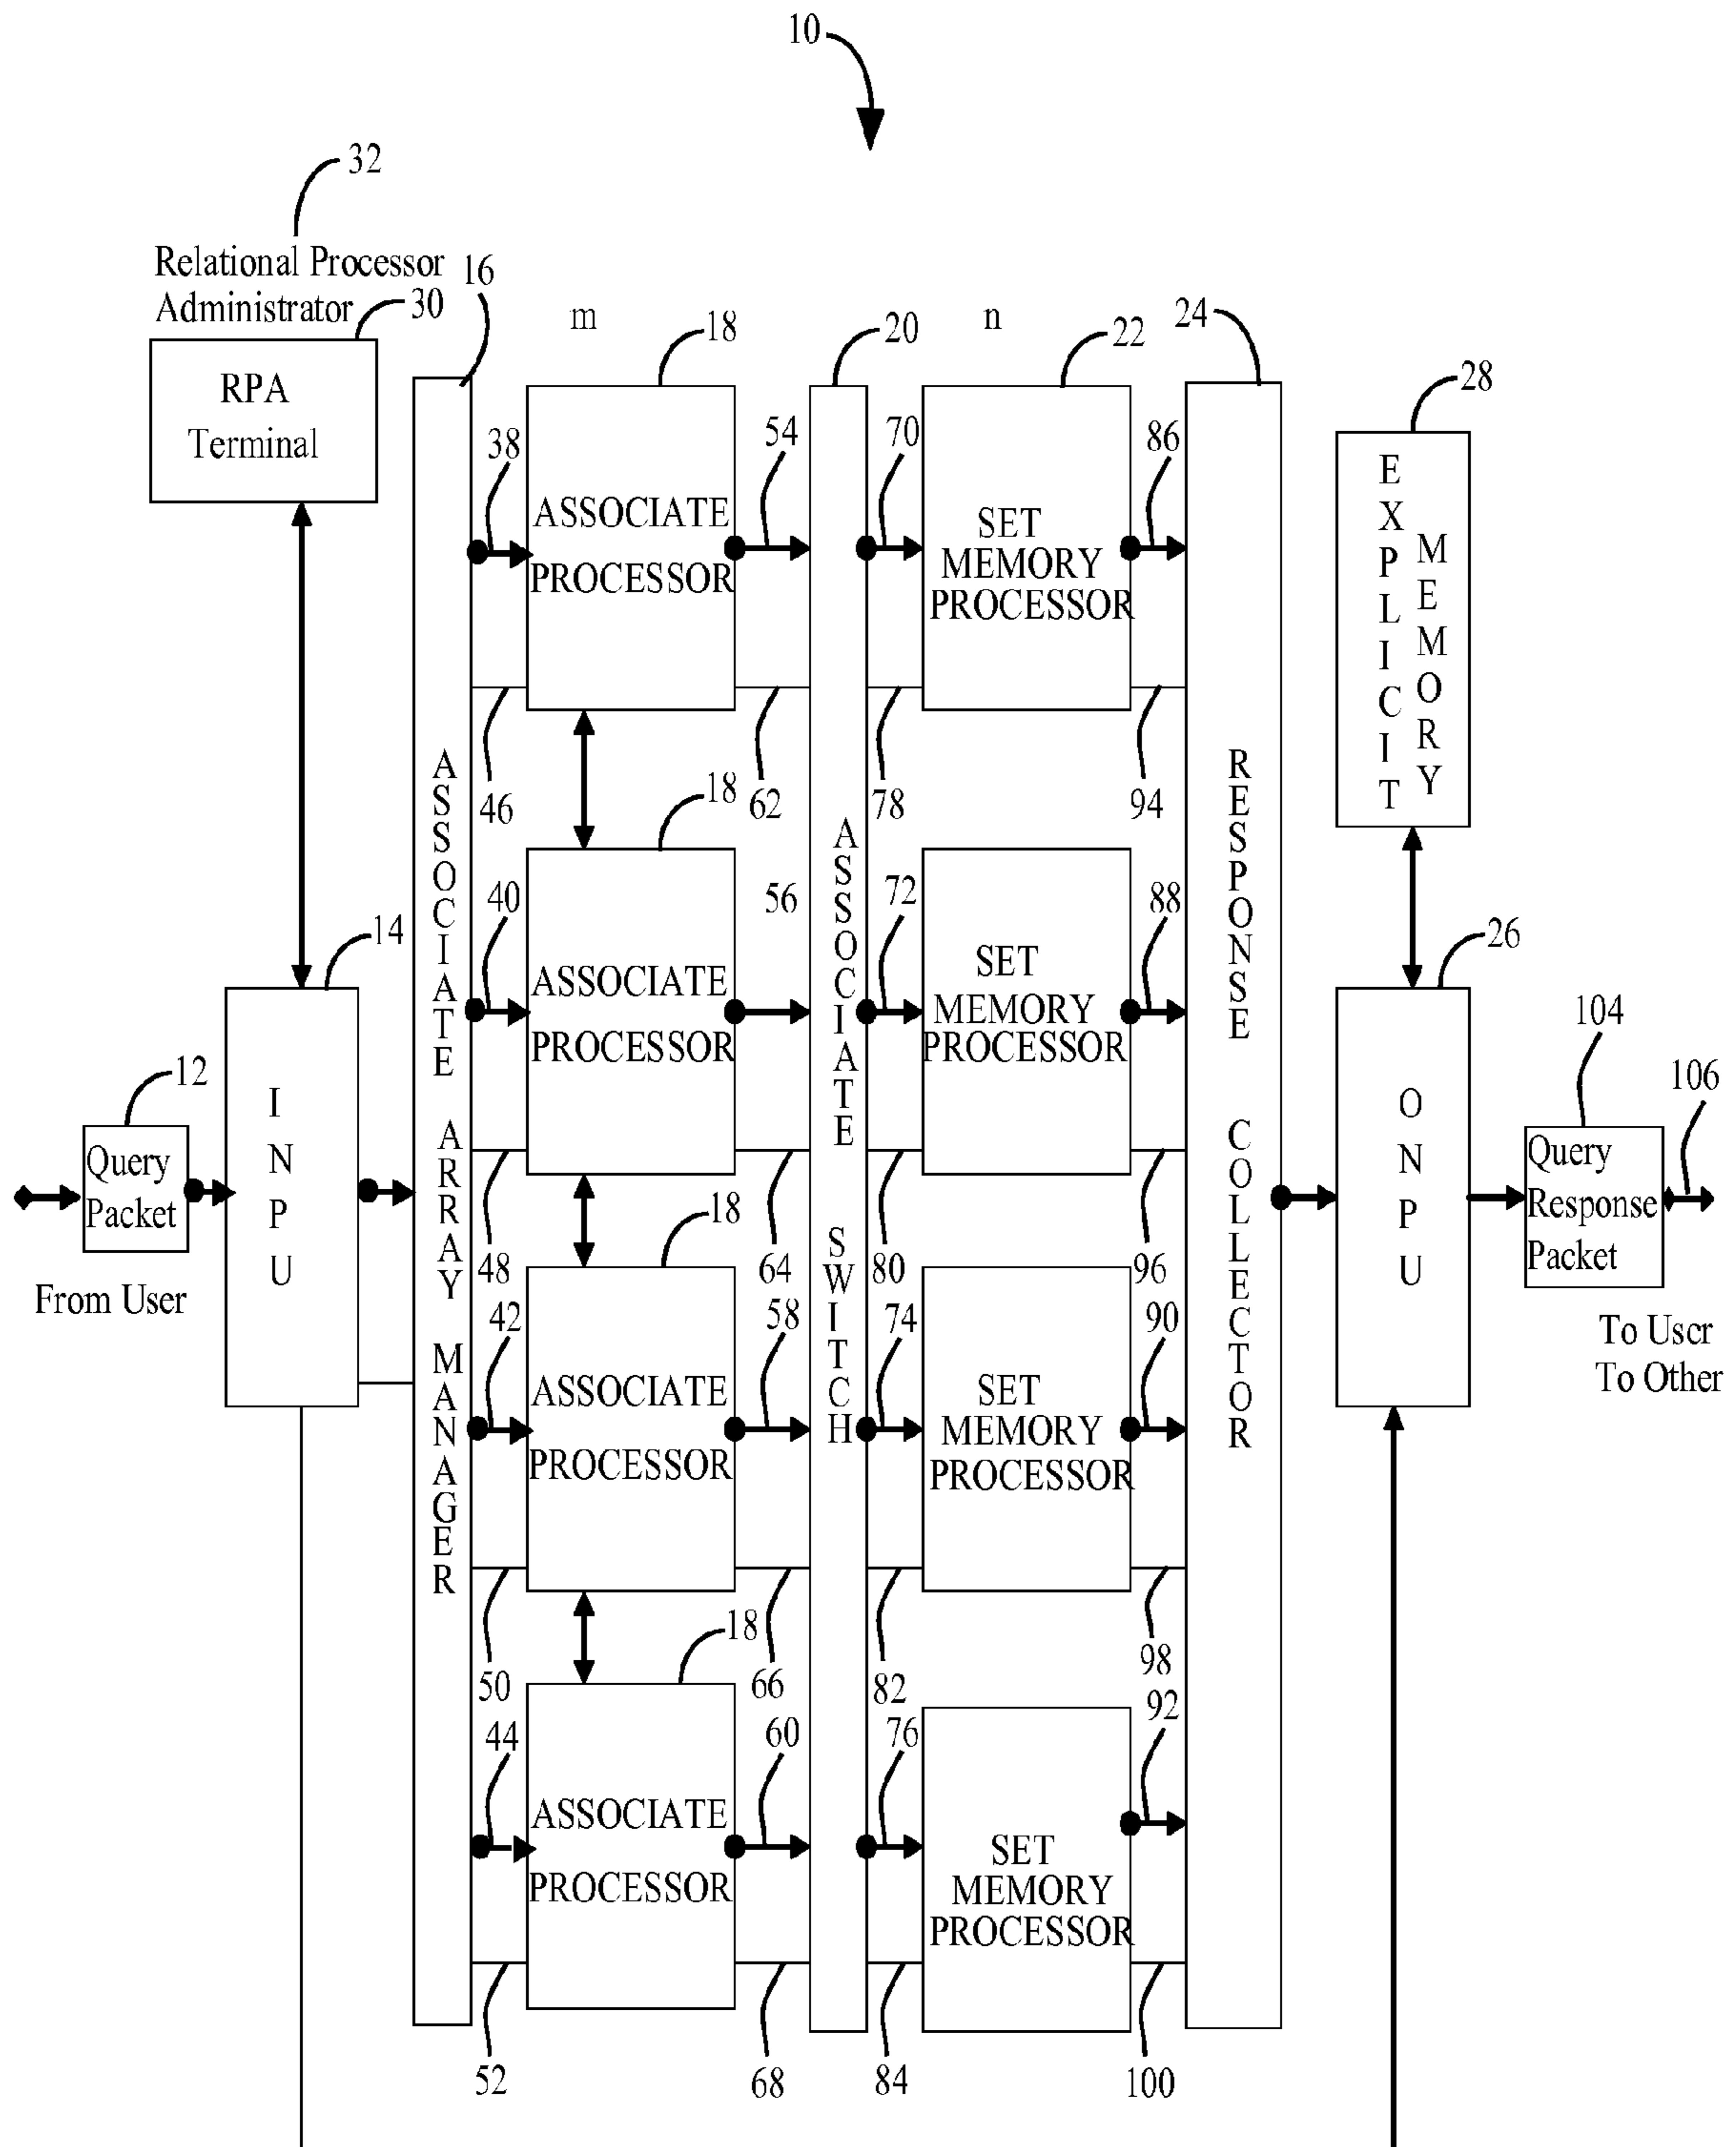 10
32
Relational Processor
Administrator
30
16
m
18
20
n
22
24
28
RPA
Terminal
38
ASSOCIATE
PROCESSOR
54
70
SET
MEMORY
PROCESSOR
86
EXPLICIT
MEMORY
46
62
78
94
18
14
40
ASSOCIATE
PROCESSOR
56
72
SET
MEMORY
PROCESSOR
88
26
104
106
12
Query
Packet
From User
INPU
ASSOCIATE ARRAY MANAGER
ASSOCIATE SWITCH
RESPONSE COLLECTOR
ONPU
Query
Response
Packet
To User
To Other
48
18
64
80
96
42
ASSOCIATE
PROCESSOR
58
74
SET
MEMORY
PROCESSOR
90
50
18
66
82
98
44
ASSOCIATE
PROCESSOR
60
76
SET
MEMORY
PROCESSOR
92
52
68
84
100